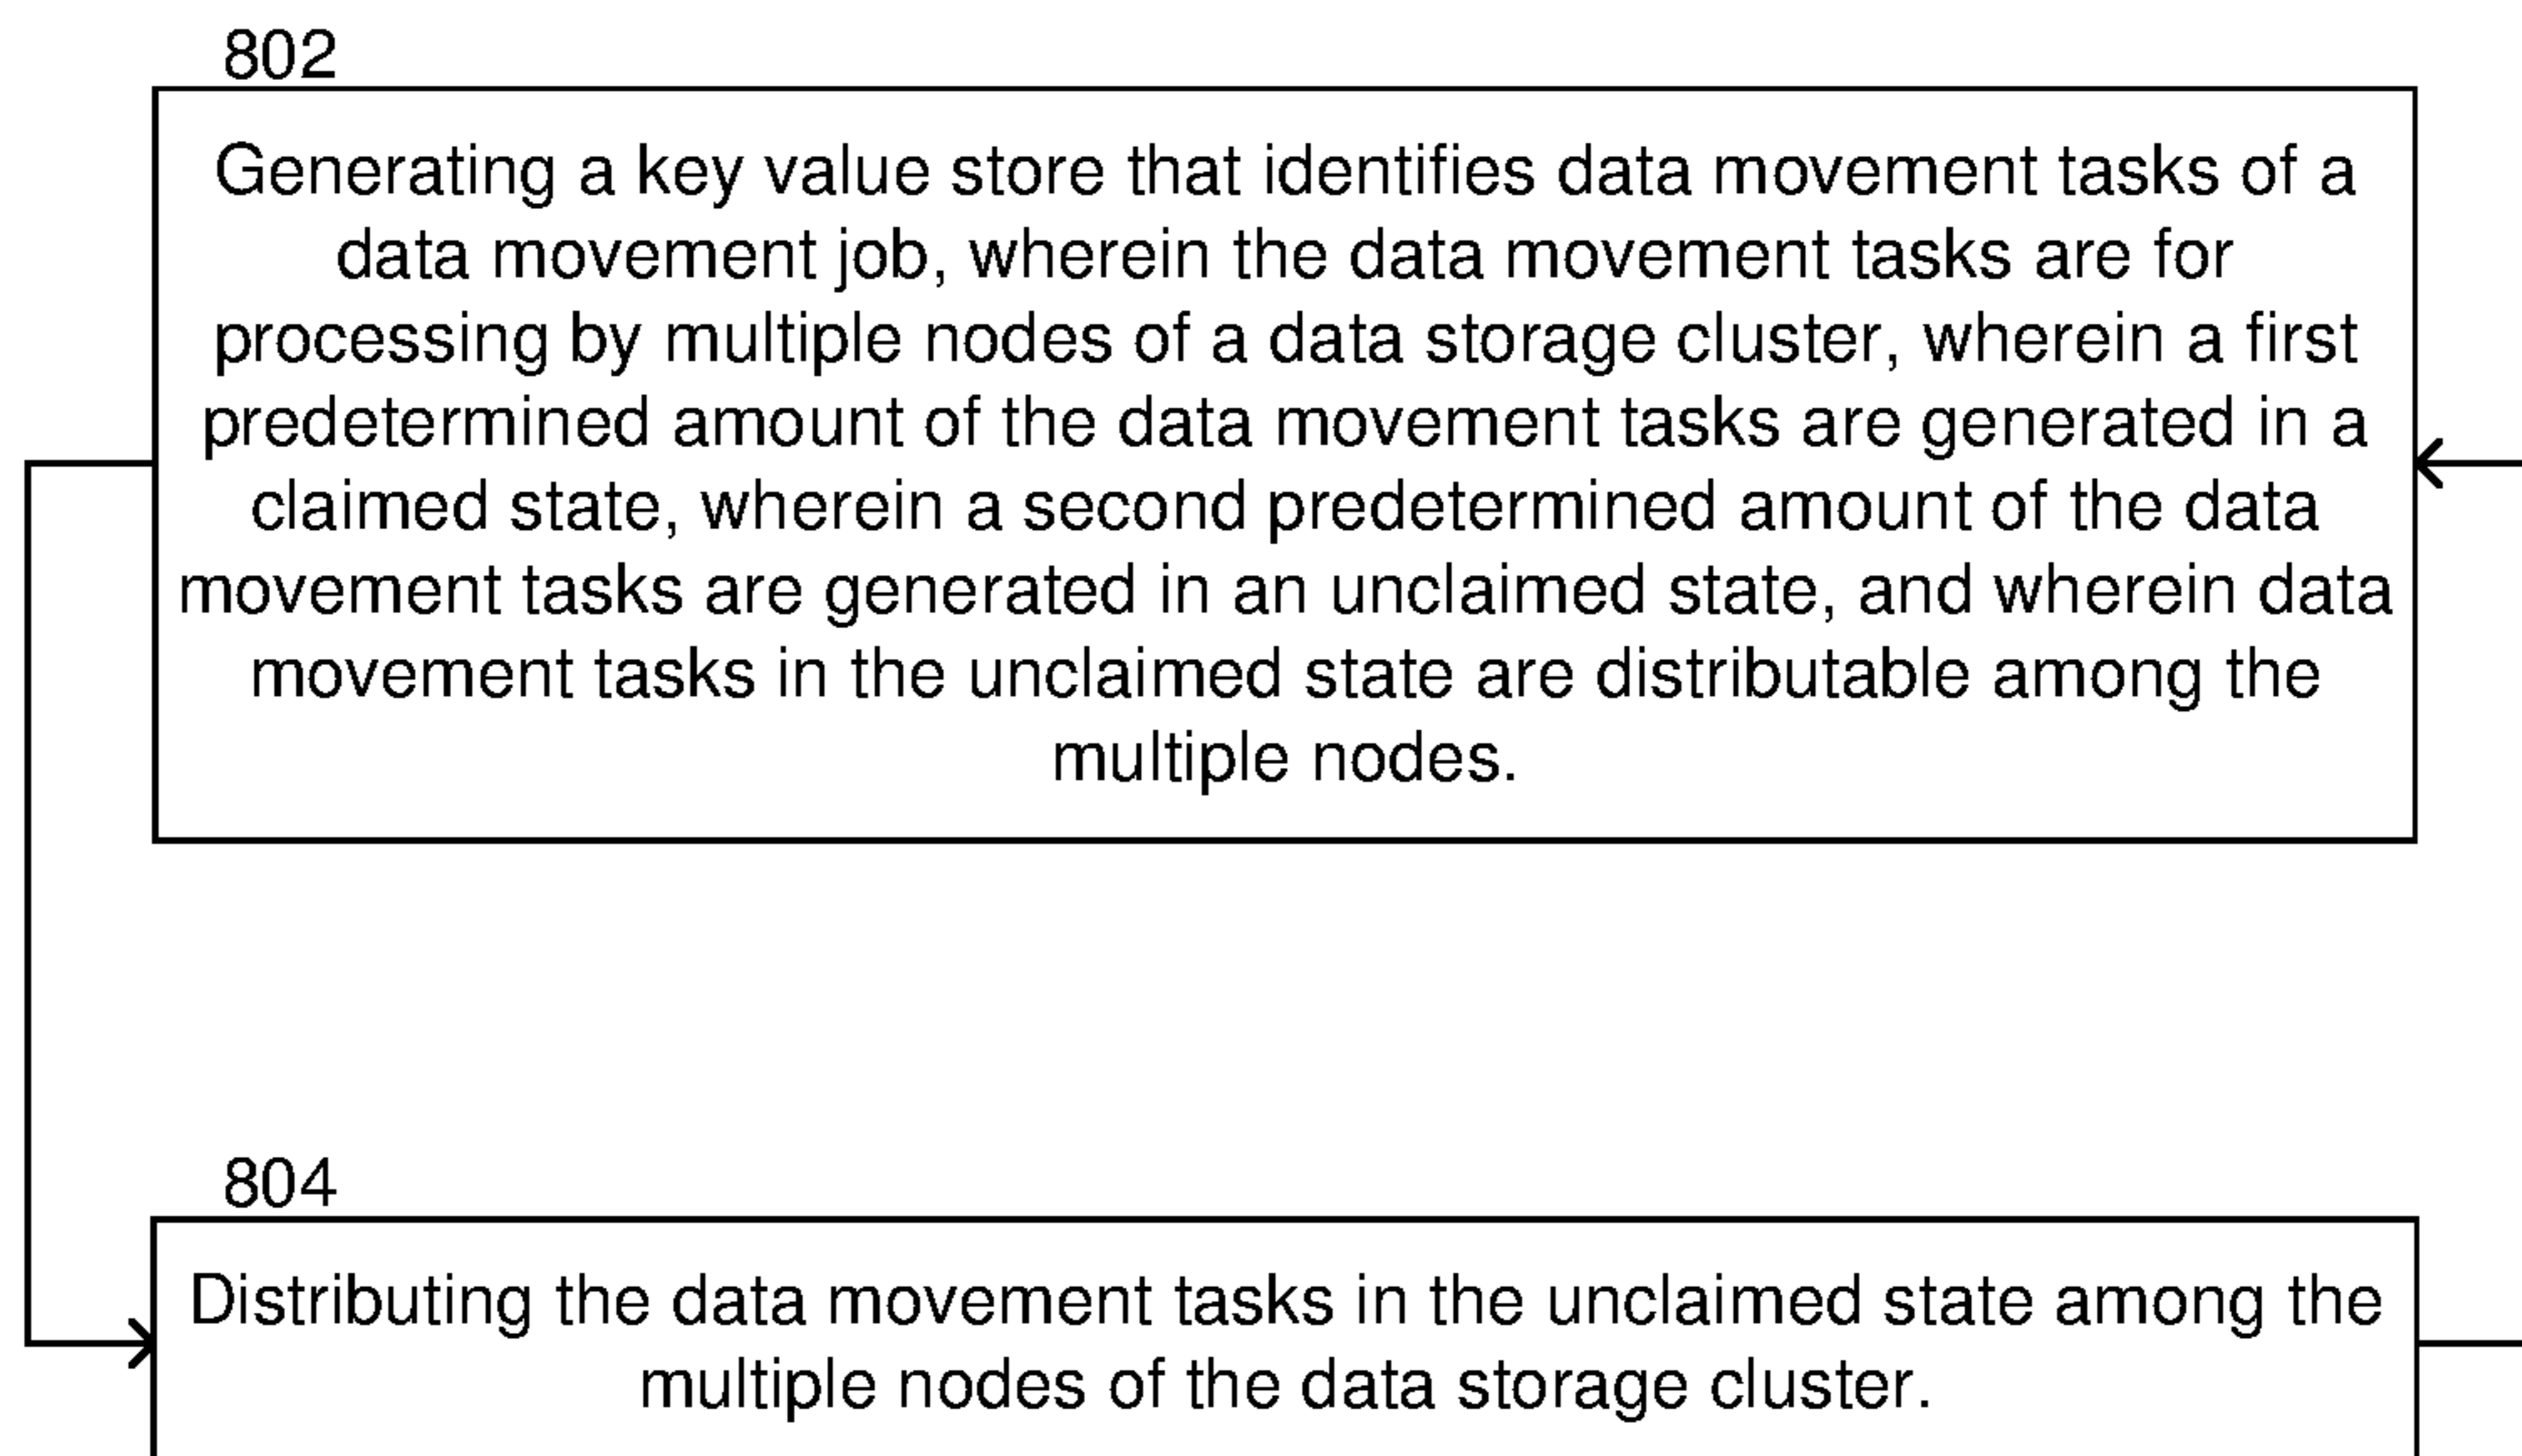 802
Generating a key value store that identifies data movement tasks of a
data movement job, wherein the data movement tasks are for
processing by multiple nodes of a data storage cluster, wherein a first
predetermined amount of the data movement tasks are generated in a
claimed state, wherein a second predetermined amount of the data
movement tasks are generated in an unclaimed state, and wherein data
movement tasks in the unclaimed state are distributable among the
multiple nodes.
804
Distributing the data movement tasks in the unclaimed state among the
multiple nodes of the data storage cluster.